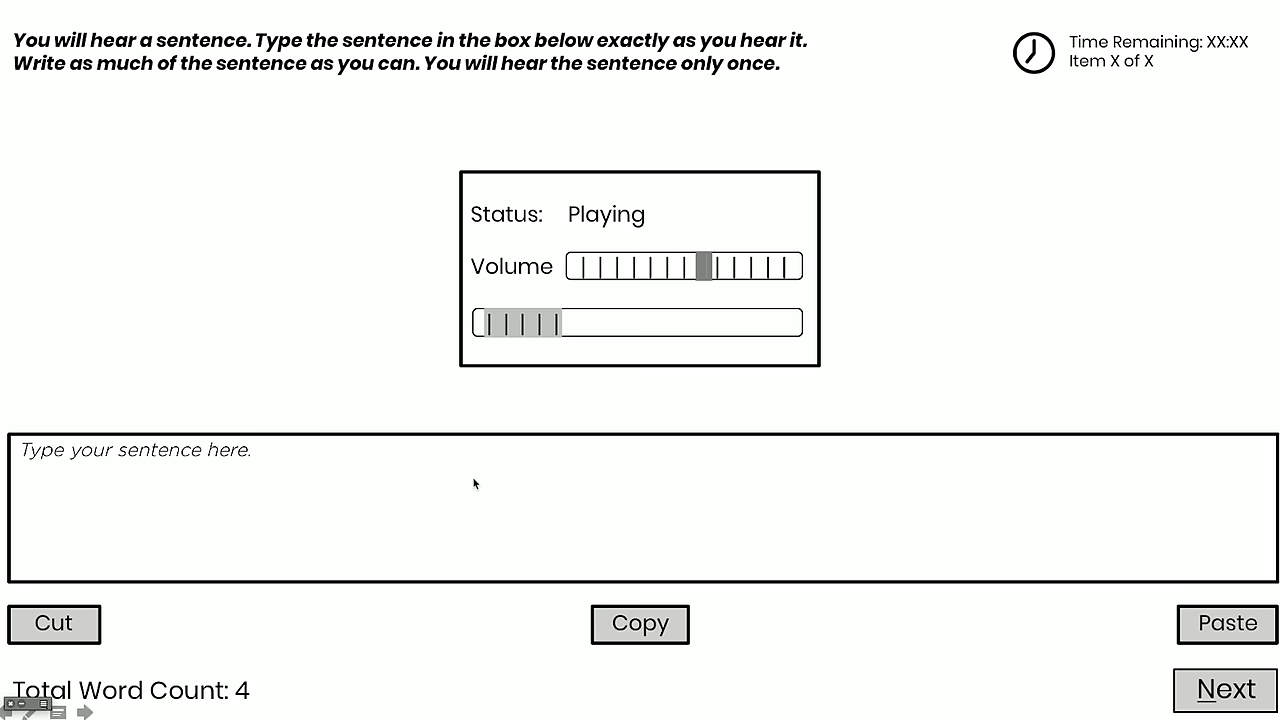 You will hear a sentence. Type the sentence in the box below exactly as you hear it.
Write as much of the sentence as you can. You will hear the sentence only once.
Time Remaining: XX:XX
Item X of X
Status: Playing
Volume
Type your sentence here.
Cut
Copy
Paste
Total Word Count: 4
Next